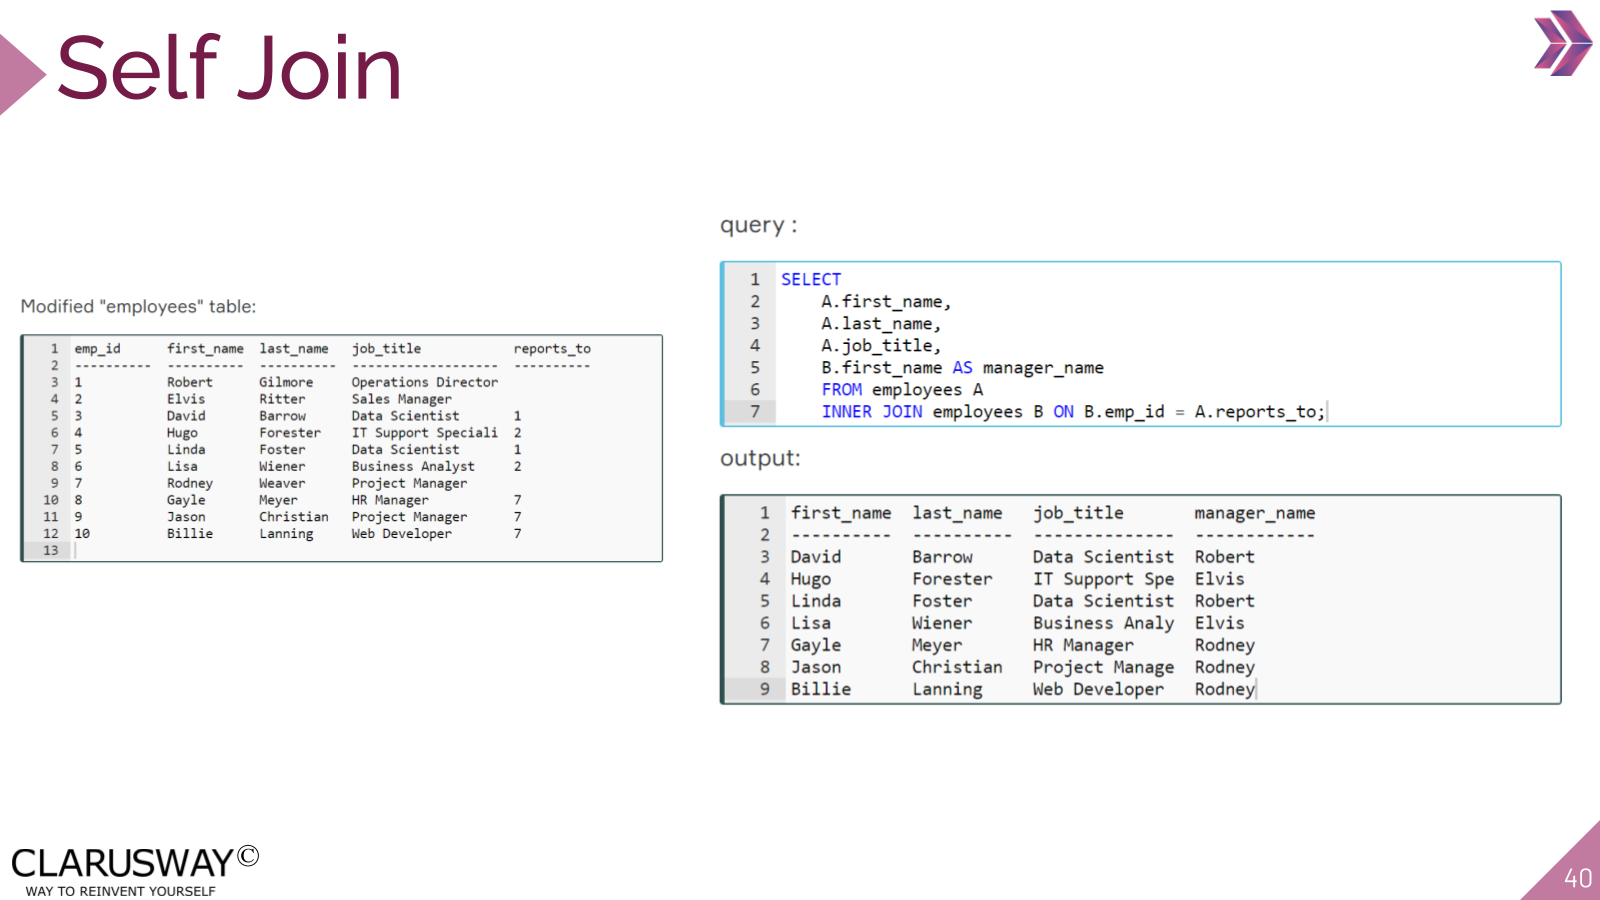 Self Join
Modified "employees" table:
1 emp_id first_name last_name job_title reports_to
2 ---------- ---------- ---------- ------------------- ----------
3 1 Robert Gilmore Operations Director
4 2 Elvis Ritter Sales Manager
5 3 David Barrow Data Scientist 1
6 4 Hugo Forester IT Support Speciali 2
7 5 Linda Foster Data Scientist 1
8 6 Lisa Wiener Business Analyst 2
9 7 Rodney Weaver Project Manager
10 8 Gayle Meyer HR Manager 7
11 9 Jason Christian Project Manager 7
12 10 Billie Lanning Web Developer 7
13
query :
1 SELECT
2 A.first_name,
3 A.last_name,
4 A.job_title,
5 B.first_name AS manager_name
6 FROM employees A
7 INNER JOIN employees B ON B.emp_id = A.reports_to;
output:
1 first_name last_name job_title manager_name
2 ---------- ---------- -------------- ------------
3 David Barrow Data Scientist Robert
4 Hugo Forester IT Support Spe Elvis
5 Linda Foster Data Scientist Robert
6 Lisa Wiener Business Analy Elvis
7 Gayle Meyer HR Manager Rodney
8 Jason Christian Project Manage Rodney
9 Billie Lanning Web Developer Rodney
CLARUSWAY©
WAY TO REINVENT YOURSELF
40